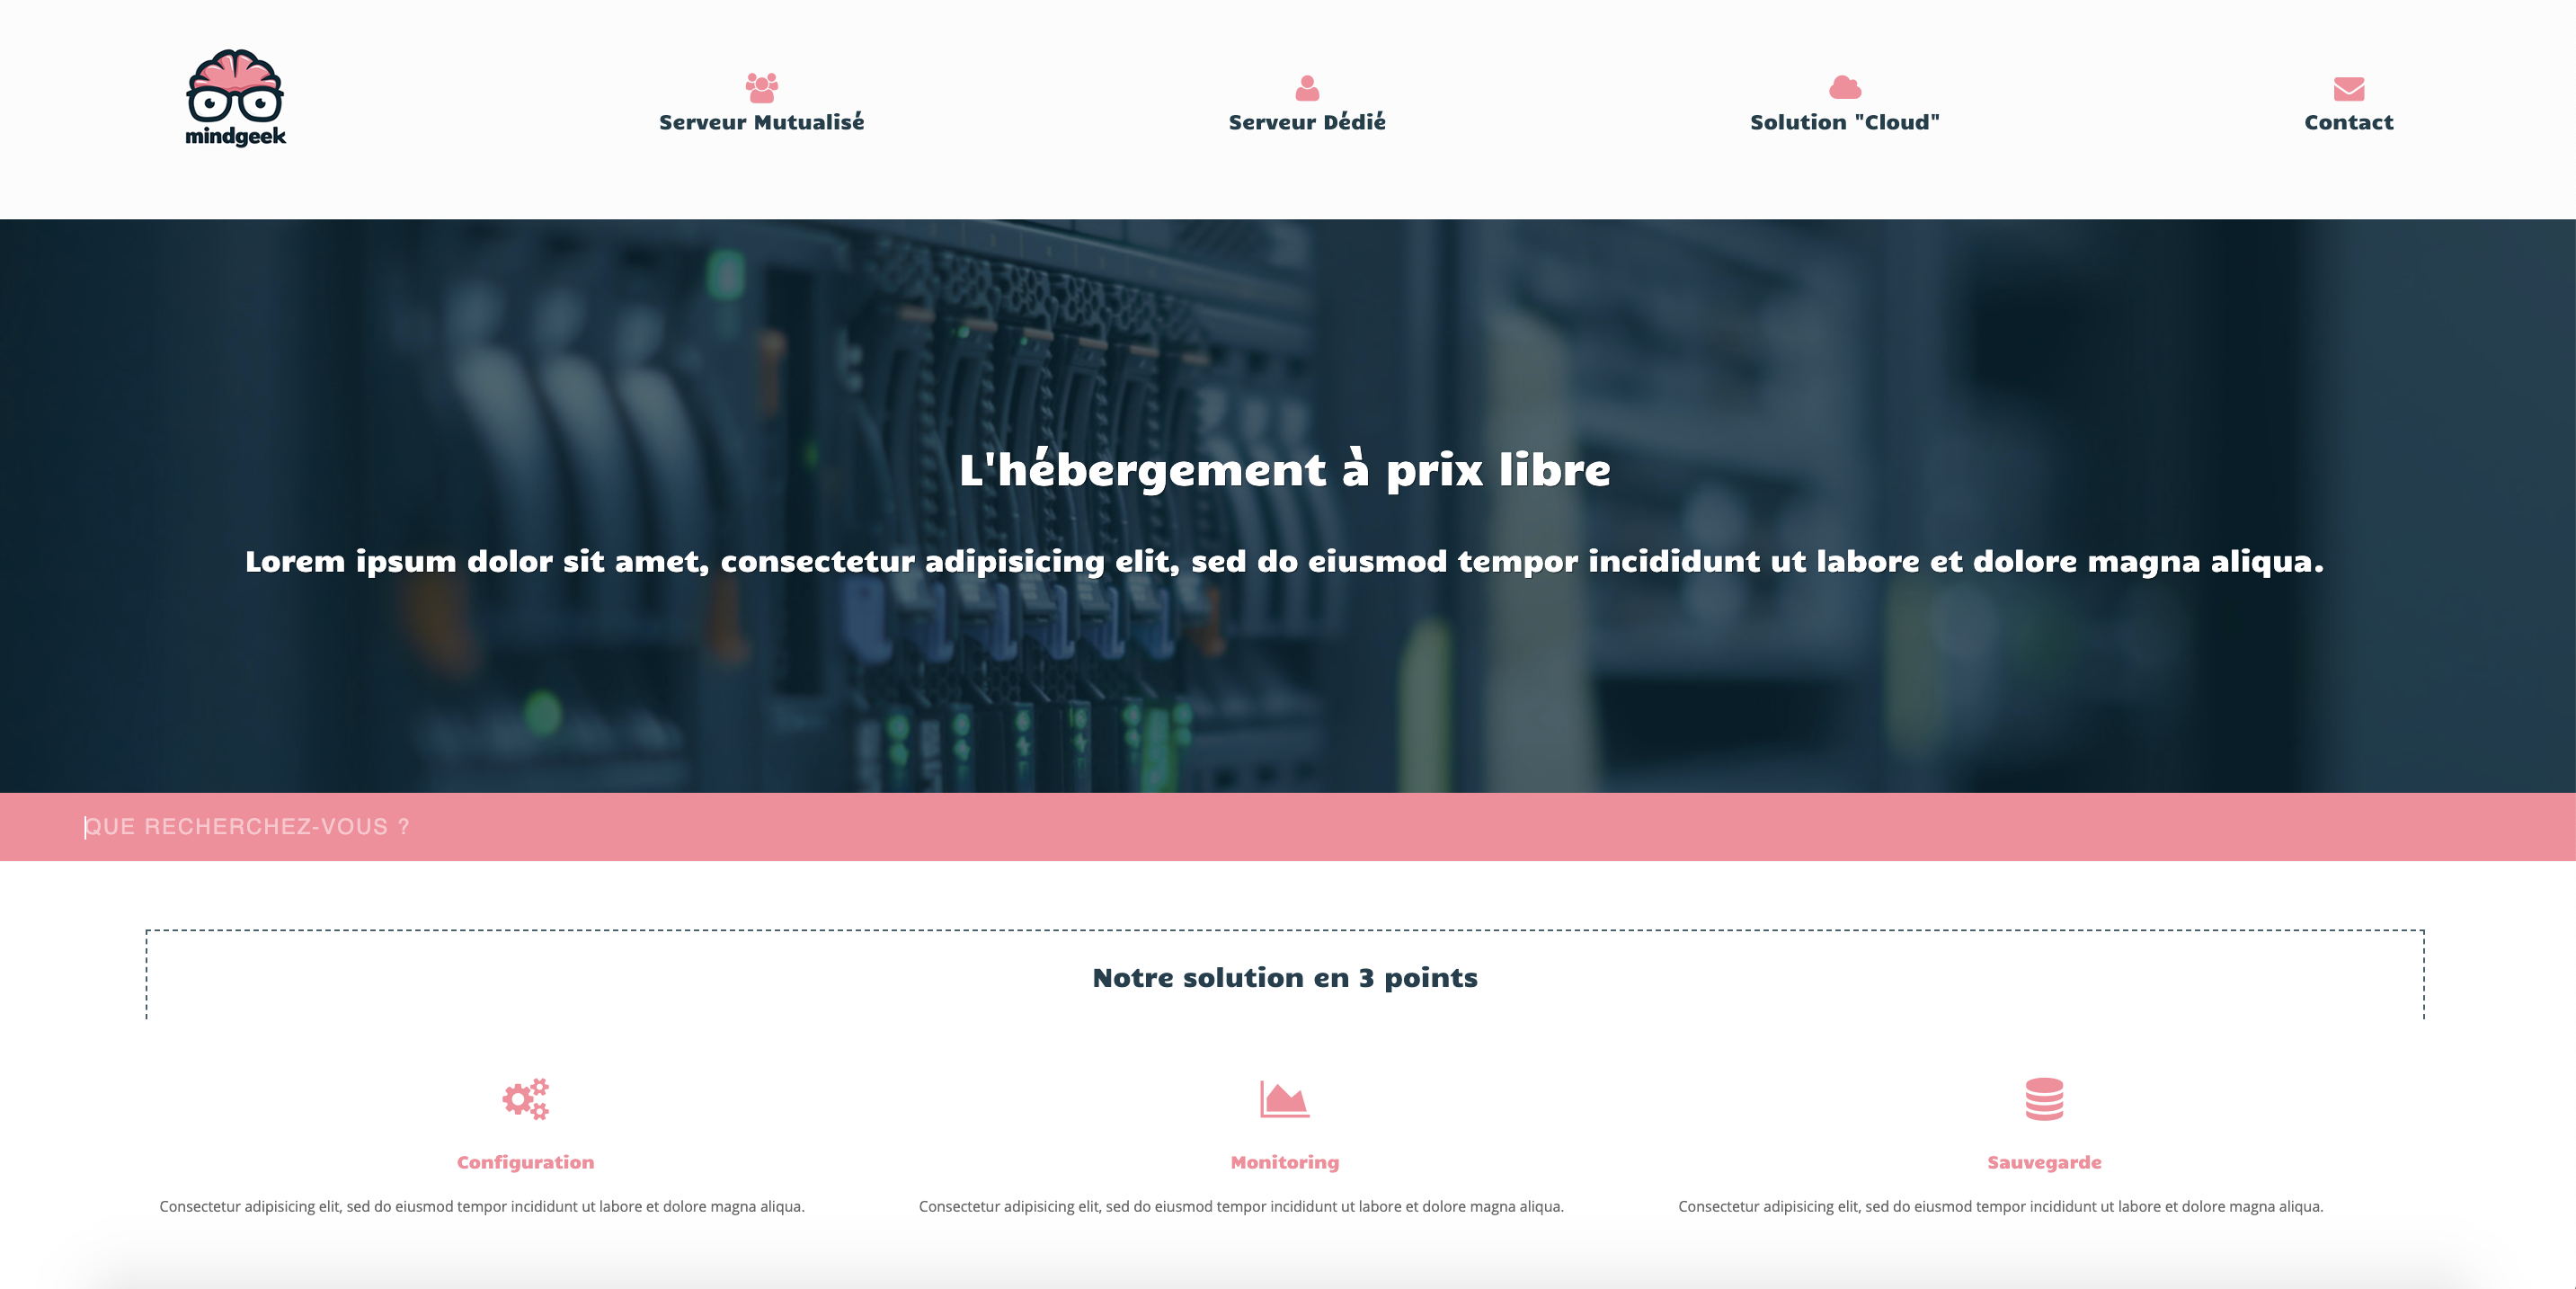 mindgeek
Serveur Mutualisé
Serveur Dédié
Solution "Cloud"
Contact
L'hébergement à prix libre
Lorem ipsum dolor sit amet, consectetur adipisicing elit, sed do eiusmod tempor incididunt ut labore et dolore magna aliqua.
QUE RECHERCHEZ-VOUS ?
Notre solution en 3 points
Configuration
Consectetur adipisicing elit, sed do eiusmod tempor incididunt ut labore et dolore magna aliqua.
Monitoring
Consectetur adipisicing elit, sed do eiusmod tempor incididunt ut labore et dolore magna aliqua.
Sauvegarde
Consectetur adipisicing elit, sed do eiusmod tempor incididunt ut labore et dolore magna aliqua.